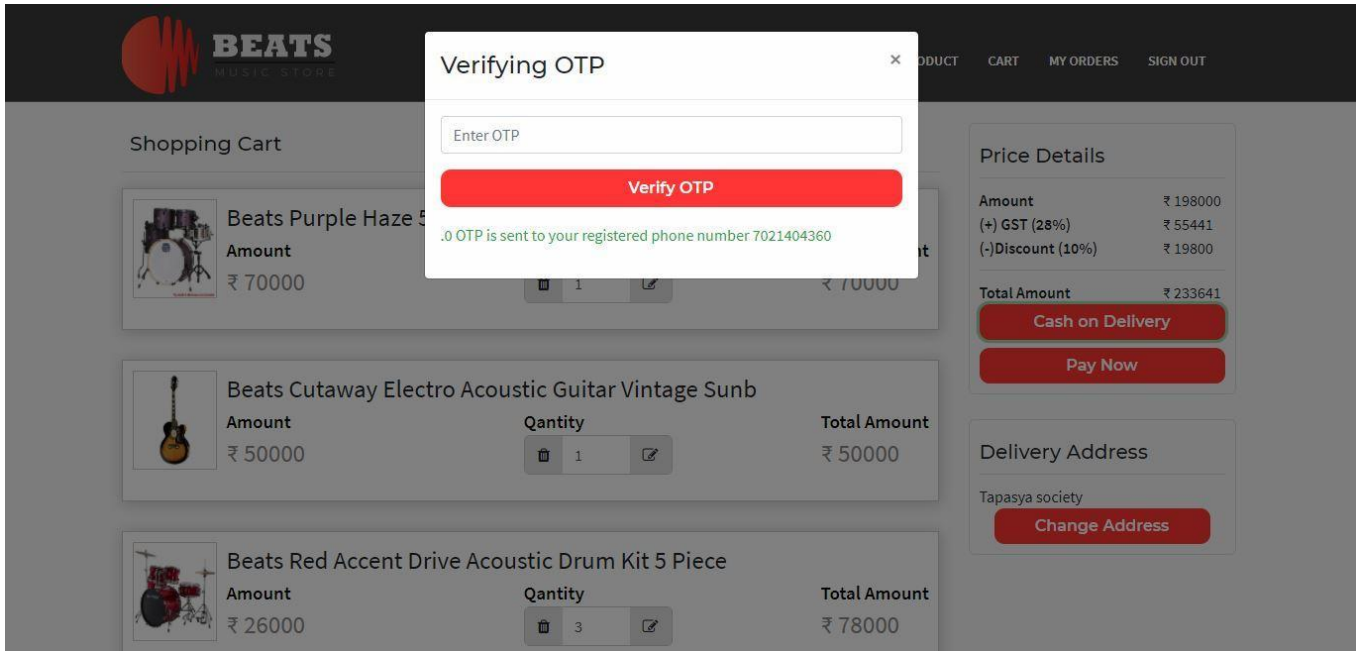 BEATS
MUSIC STORE
ODUCT CART MY ORDERS SIGN OUT
Verifying OTP ×
Enter OTP
Verify OTP
.0 OTP is sent to your registered phone number 7021404360
Shopping Cart
Beats Purple Haze 5
Amount nt
₹ 70000 1 ₹ 70000
Beats Cutaway Electro Acoustic Guitar Vintage Sunb
Amount Qantity Total Amount
₹ 50000 1 ₹ 50000
Beats Red Accent Drive Acoustic Drum Kit 5 Piece
Amount Qantity Total Amount
₹ 26000 3 ₹ 78000
Price Details
Amount ₹ 198000
(+) GST (28%) ₹ 55441
(-)Discount (10%) ₹ 19800
Total Amount ₹ 233641
Cash on Delivery
Pay Now
Delivery Address
Tapasya society
Change Address